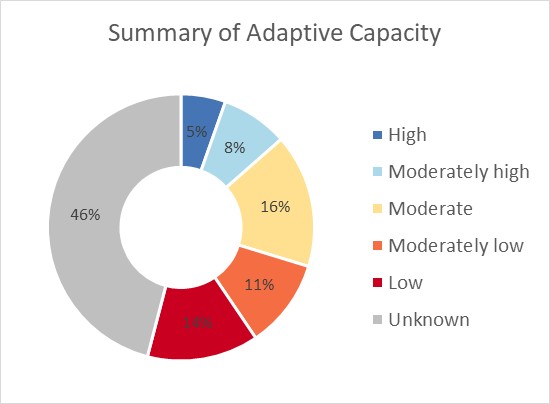 Summary of Adaptive Capacity
5%
8%
16%
11%
46%
High
Moderately high
Moderate
Moderately low
Low
Unknown